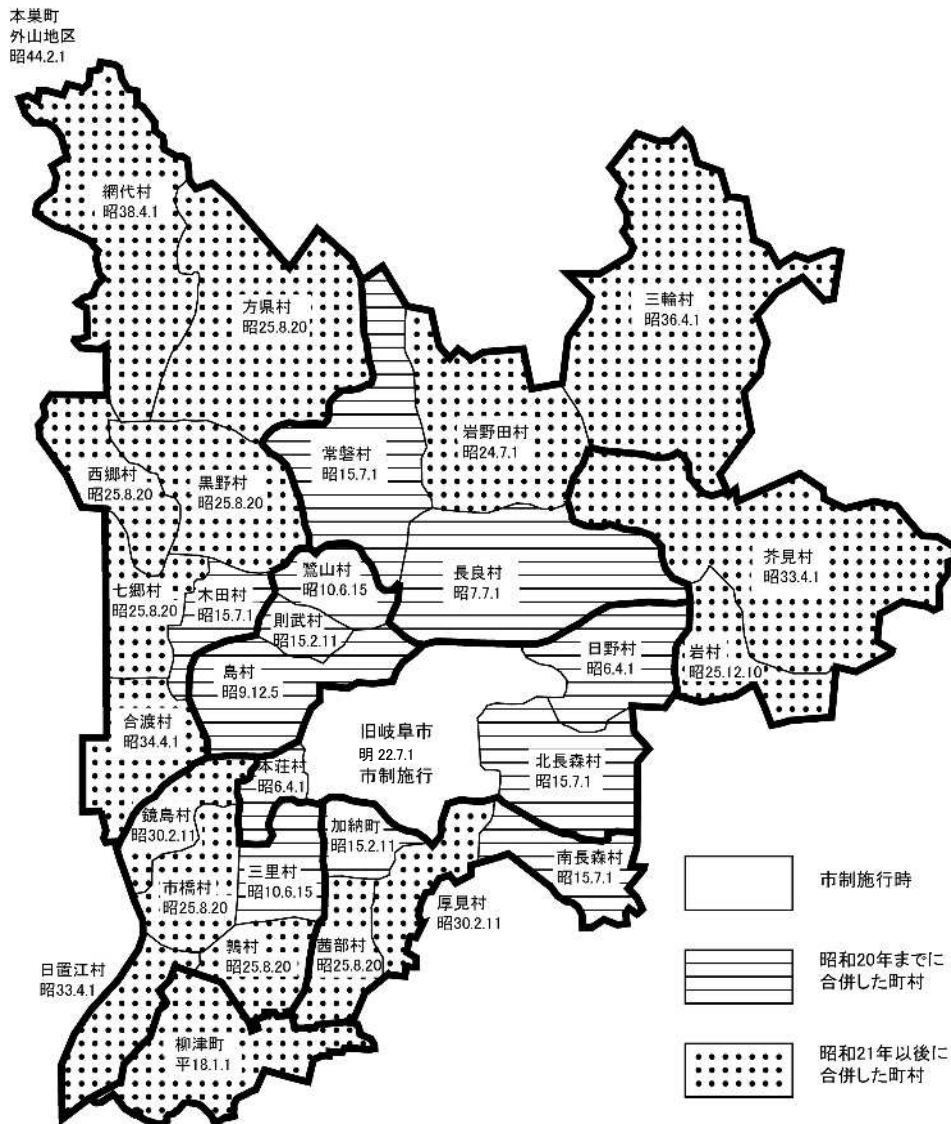 本巣町
外山地区
昭44.2.1
網代村
昭38.4.1
方県村
昭25.8.20
三輪村
昭36.4.1
常磐村
昭15.7.1
岩野田村
昭24.7.1
西郷村
昭25.8.20
黒野村
昭25.8.20
芥見村
昭33.4.1
七郷村
昭25.8.20
木田村
昭15.7.1
鷺山村
昭10.6.15
長良村
昭7.7.1
則武村
昭15.2.11
日野村
昭6.4.1
岩村
昭25.12.10
島村
昭9.12.5
合渡村
昭34.4.1
旧岐阜市
明 22.7.1
市制施行
本荘村
昭6.4.1
北長森村
昭15.7.1
鏡島村
昭30.2.11
加納町
昭15.2.11
南長森村
昭15.7.1
市橋村
昭25.8.20
三里村
昭10.6.15
厚見村
昭30.2.11
鶉村
昭25.8.20
茜部村
昭25.8.20
日置江村
昭33.4.1
柳津町
平18.1.1
市制施行時
昭和20年までに
合併した町村
昭和21年以後に
合併した町村